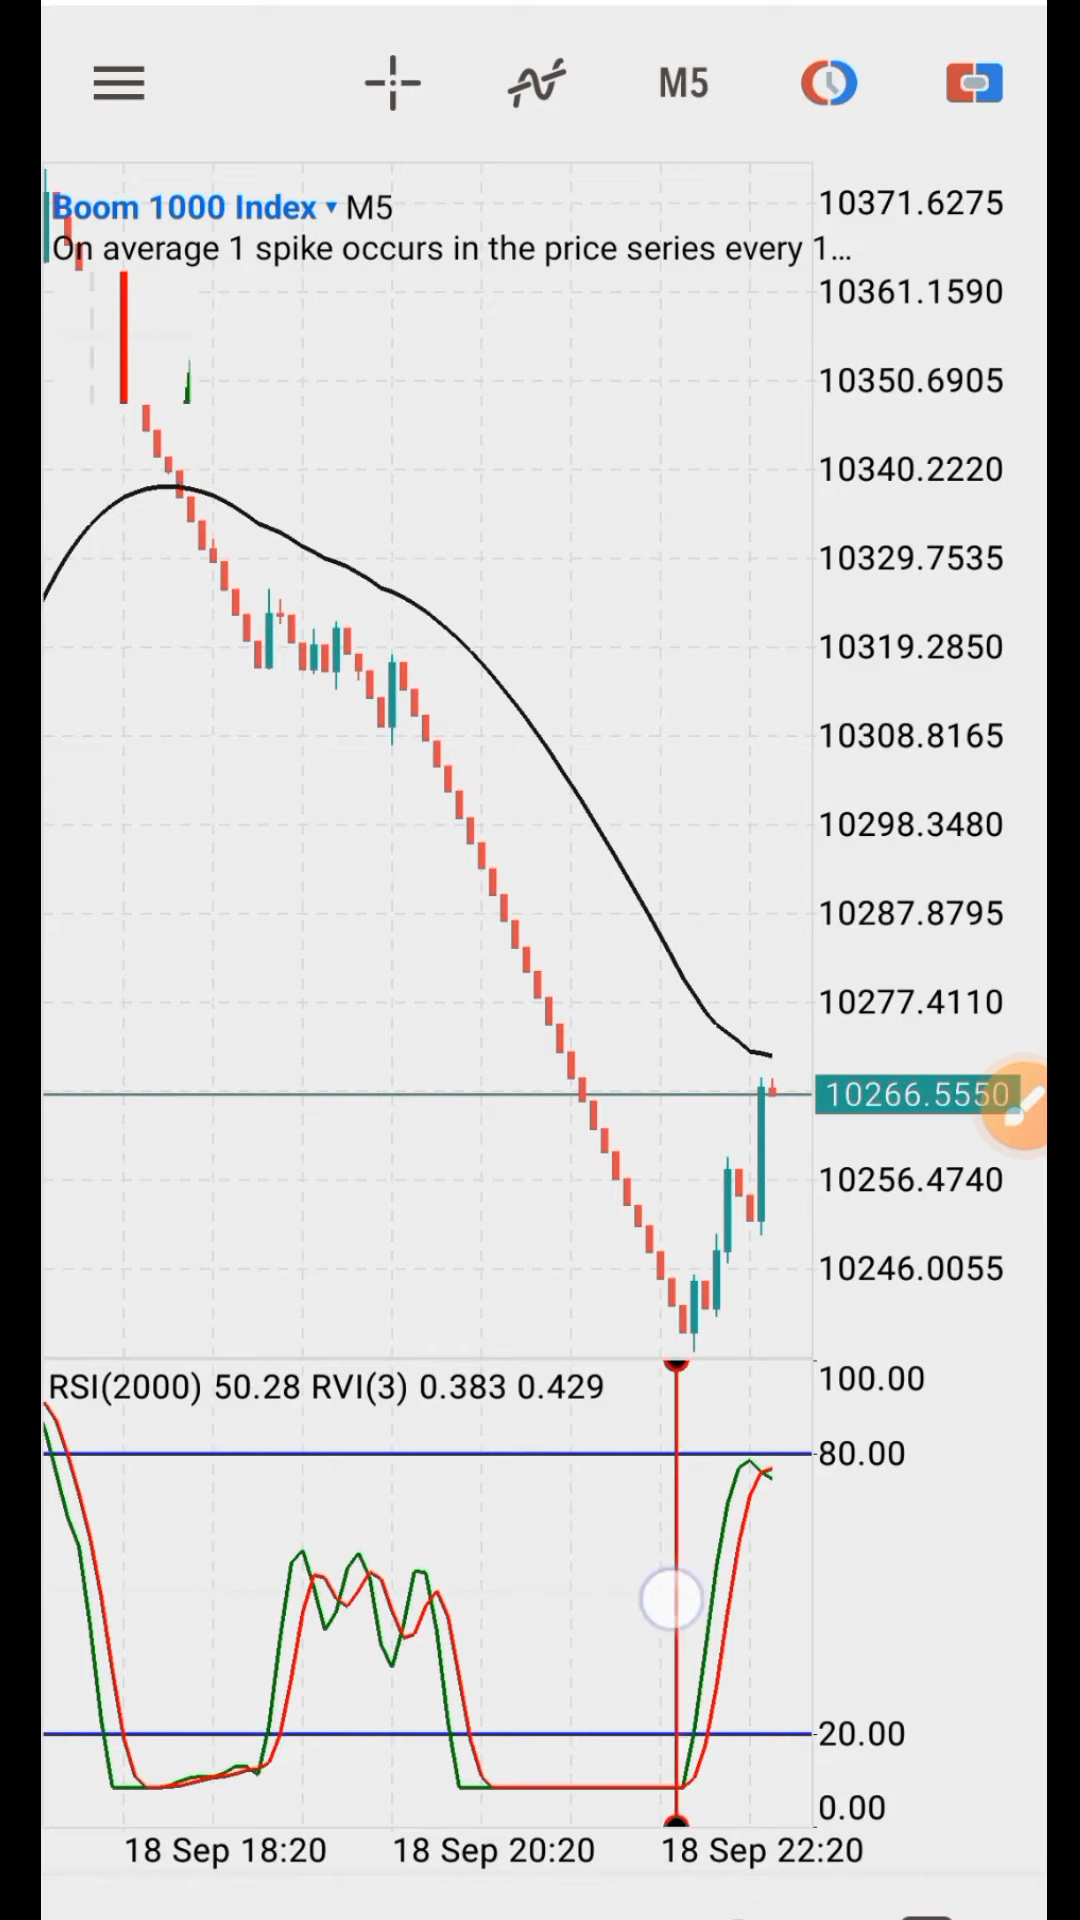 M5
Boom 1000 Index ▾ M5
On average 1 spike occurs in the price series every 1...
10371.6275
10361.1590
10350.6905
10340.2220
10329.7535
10319.2850
10308.8165
10298.3480
10287.8795
10277.4110
10266.5550
10256.4740
10246.0055
RSI(2000) 50.28 RVI(3) 0.383 0.429
100.00
80.00
20.00
0.00
18 Sep 18:20
18 Sep 20:20
18 Sep 22:20